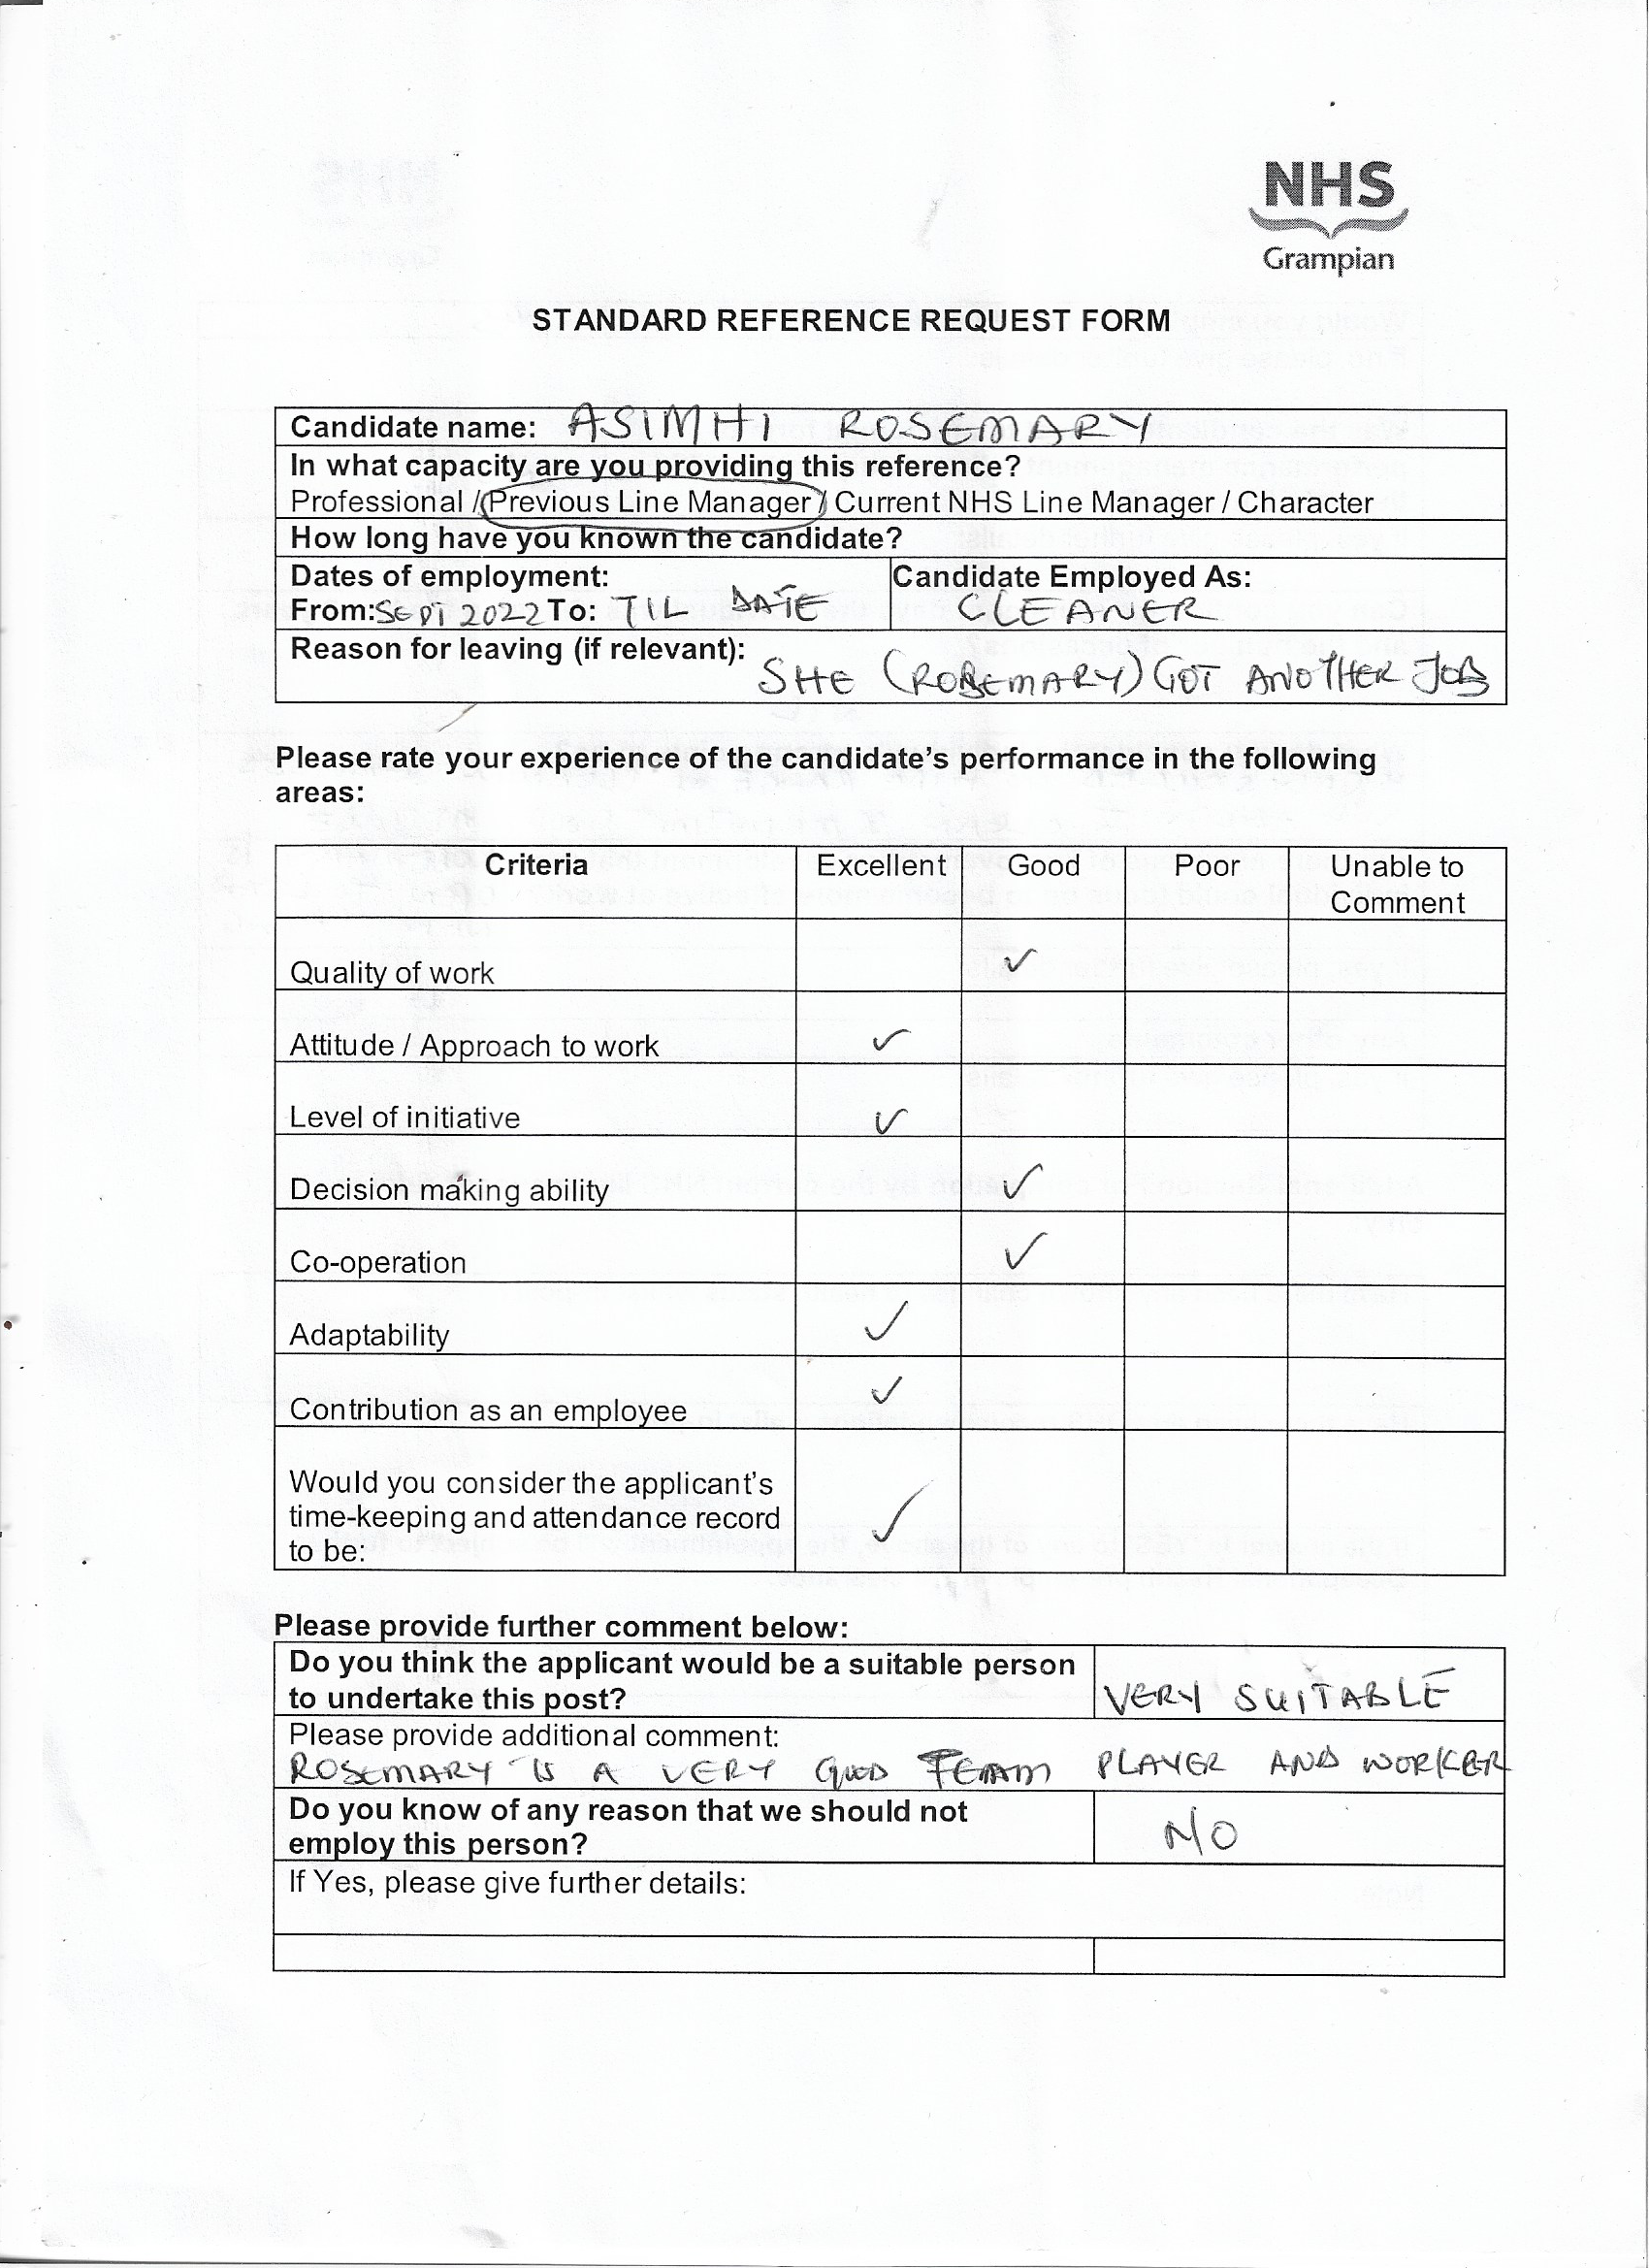 NHS
Grampian
STANDARD REFERENCE REQUEST FORM
Candidate name: ASIMHI ROSEMARY
In what capacity are you providing this reference?
Professional / Previous Line Manager / Current NHS Line Manager / Character
How long have you known the candidate?
Dates of employment: Candidate Employed As:
From: SEPT 2022 To: TIL DATE CLEANER
Reason for leaving (if relevant):
SHE (ROSEMARY) GOT ANOTHER JOB
Please rate your experience of the candidate's performance in the following
areas:
Criteria Excellent Good Poor Unable to
Comment
Quality of work ✓
Attitude / Approach to work ✓
Level of initiative ✓
Decision making ability ✓
Co-operation ✓
Adaptability ✓
Contribution as an employee ✓
Would you consider the applicant's
time-keeping and attendance record ✓
to be:
Please provide further comment below:
Do you think the applicant would be a suitable person
to undertake this post? VERY SUITABLE
Please provide additional comment:
ROSEMARY IS A VERY GOOD TEAM PLAYER AND WORKER
Do you know of any reason that we should not
employ this person? NO
If Yes, please give further details: